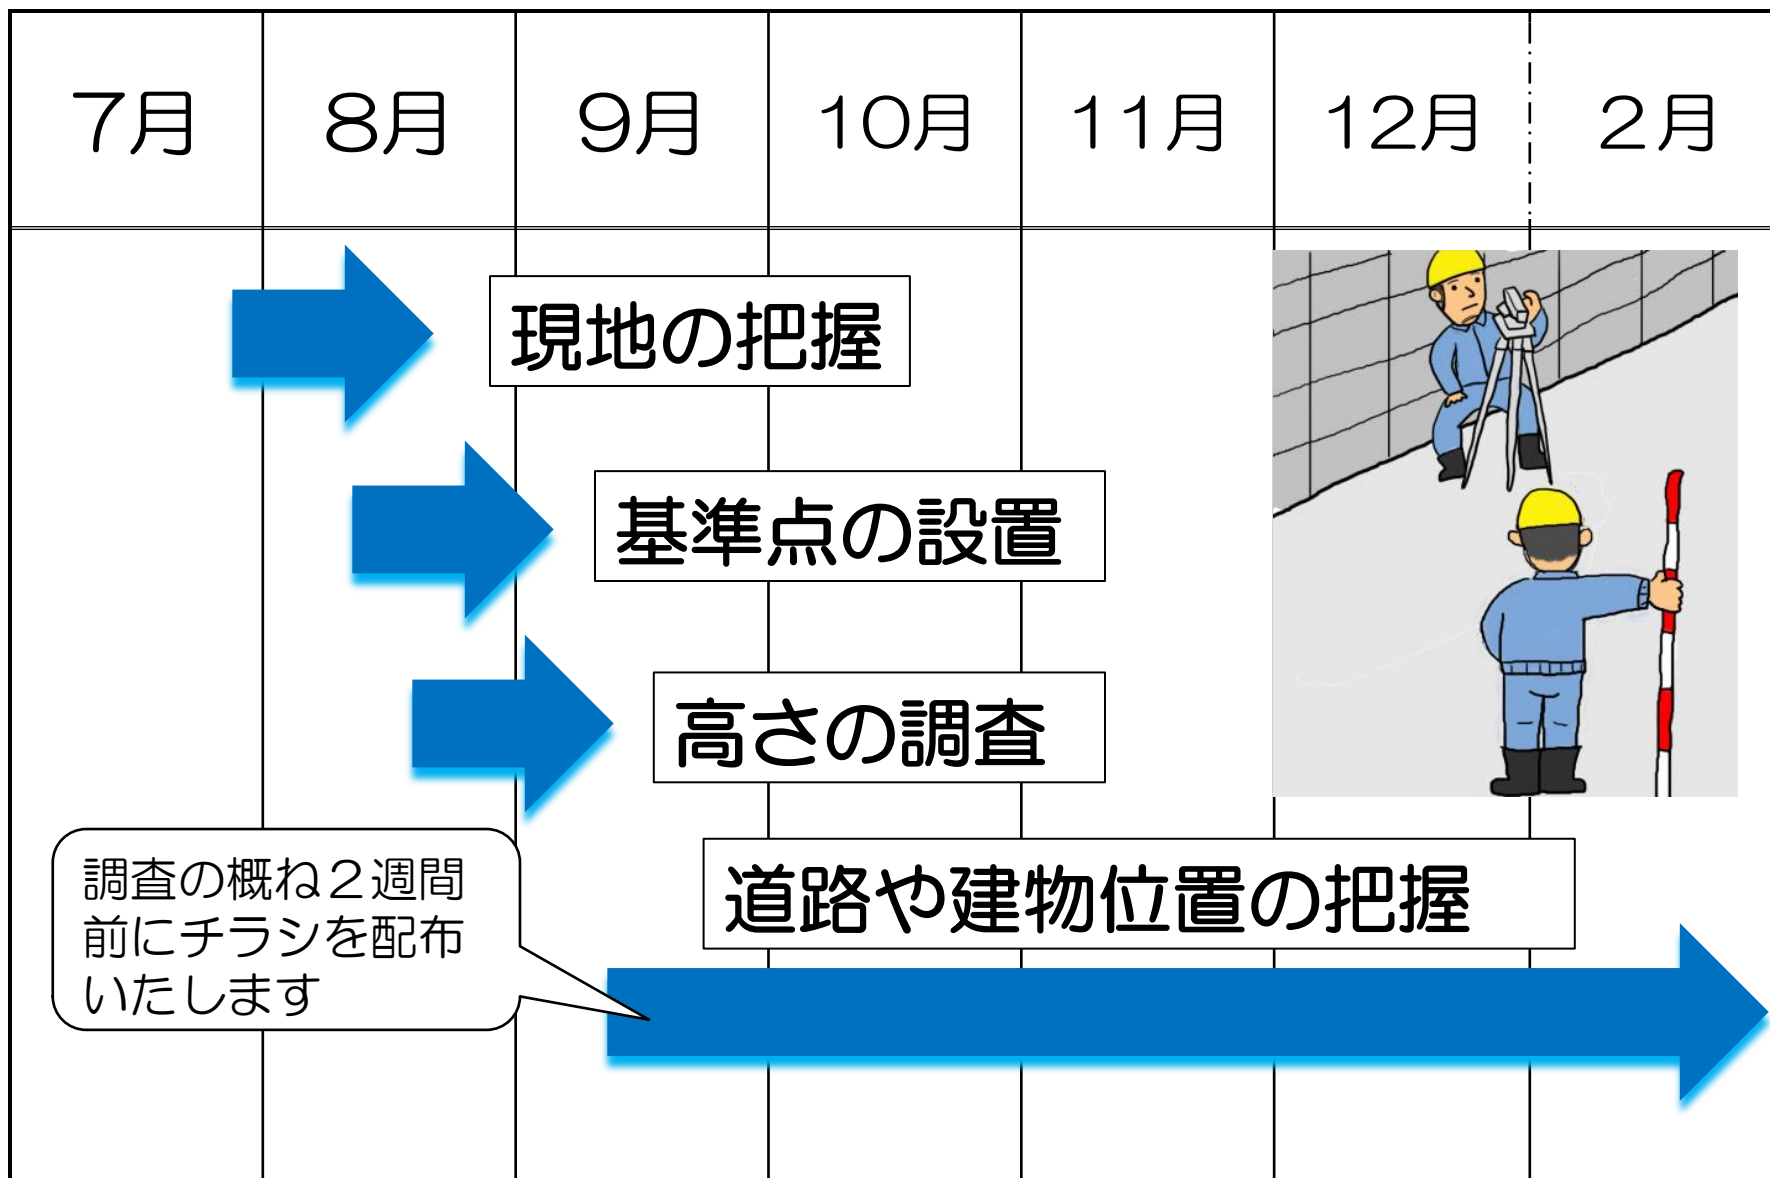 7月 8月 9月 10月 11月 12月 2月
現地の把握
基準点の設置
高さの調査
道路や建物位置の把握
調査の概ね２週間
前にチラシを配布
いたします